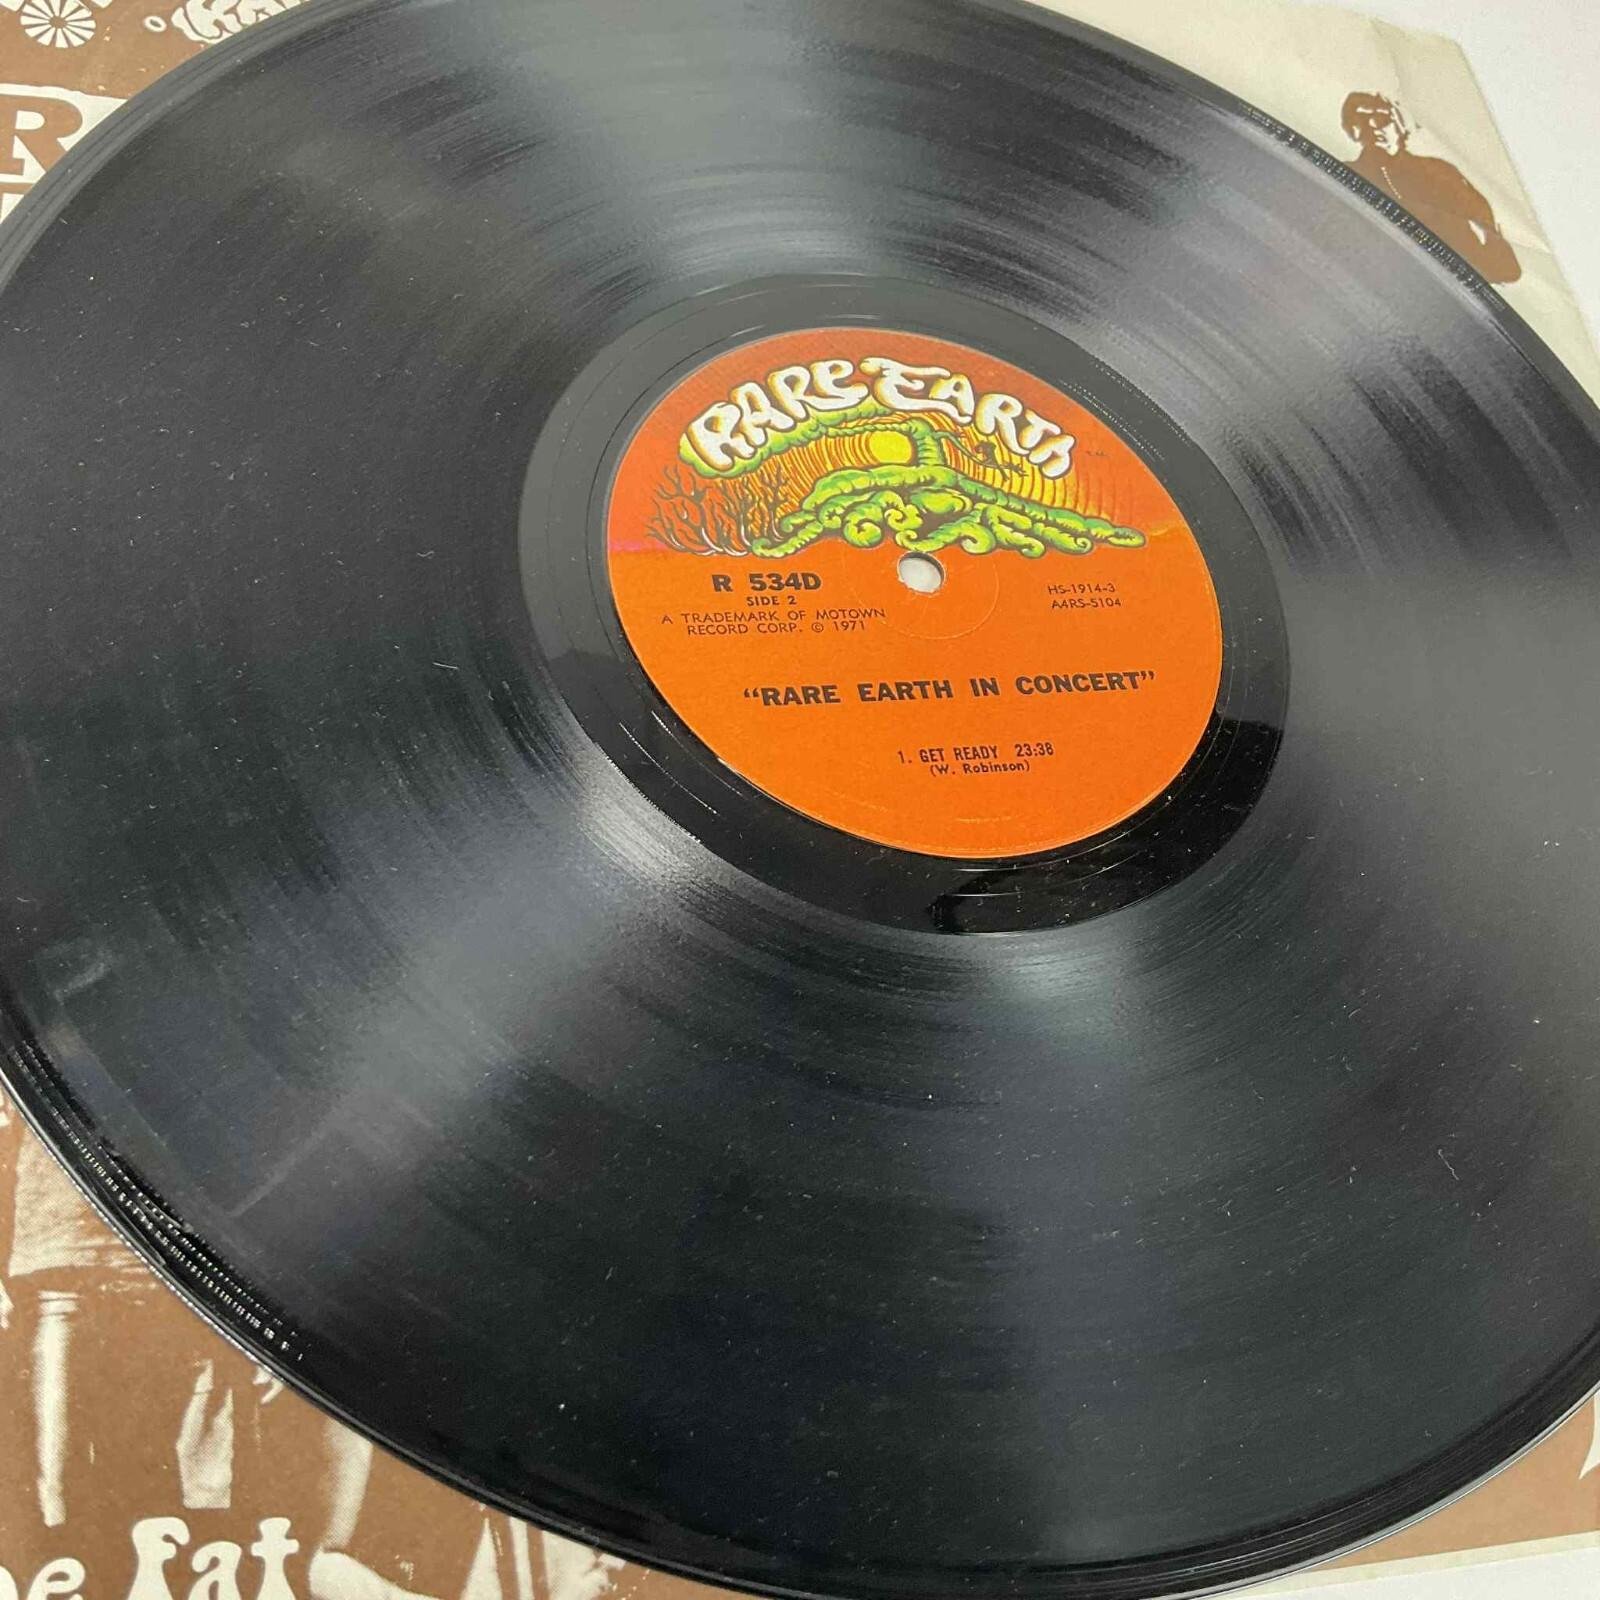 R
RARE EARTH
R 534D
SIDE 2
A TRADEMARK OF MOTOWN
RECORD CORP. © 1971
HS-1914-3
A4RS-5104
"RARE EARTH IN CONCERT"
1. GET READY 23:38
(W. Robinson)
fat